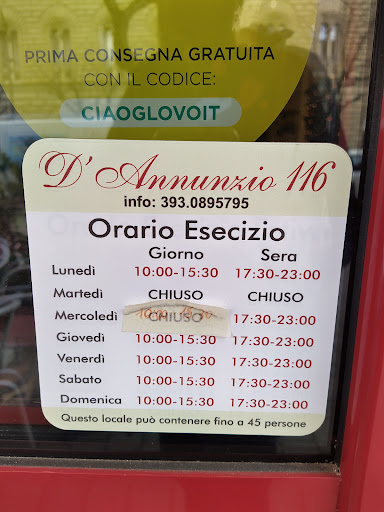 PRIMA CONSEGNA GRATUITA
CON IL CODICE:
CIAOGLOVOIT
D'Annunzio 116
info: 393.0895795
Orario Esecizio
Giorno Sera
Lunedì 10:00-15:30 17:30-23:00
Martedì CHIUSO CHIUSO
Mercoledì CHIUSO 17:30-23:00
Giovedì 10:00-15:30 17:30-23:00
Venerdì 10:00-15:30 17:30-23:00
Sabato 10:00-15:30 17:30-23:00
Domenica 10:00-15:30 17:30-23:00
Questo locale può contenere fino a 45 persone